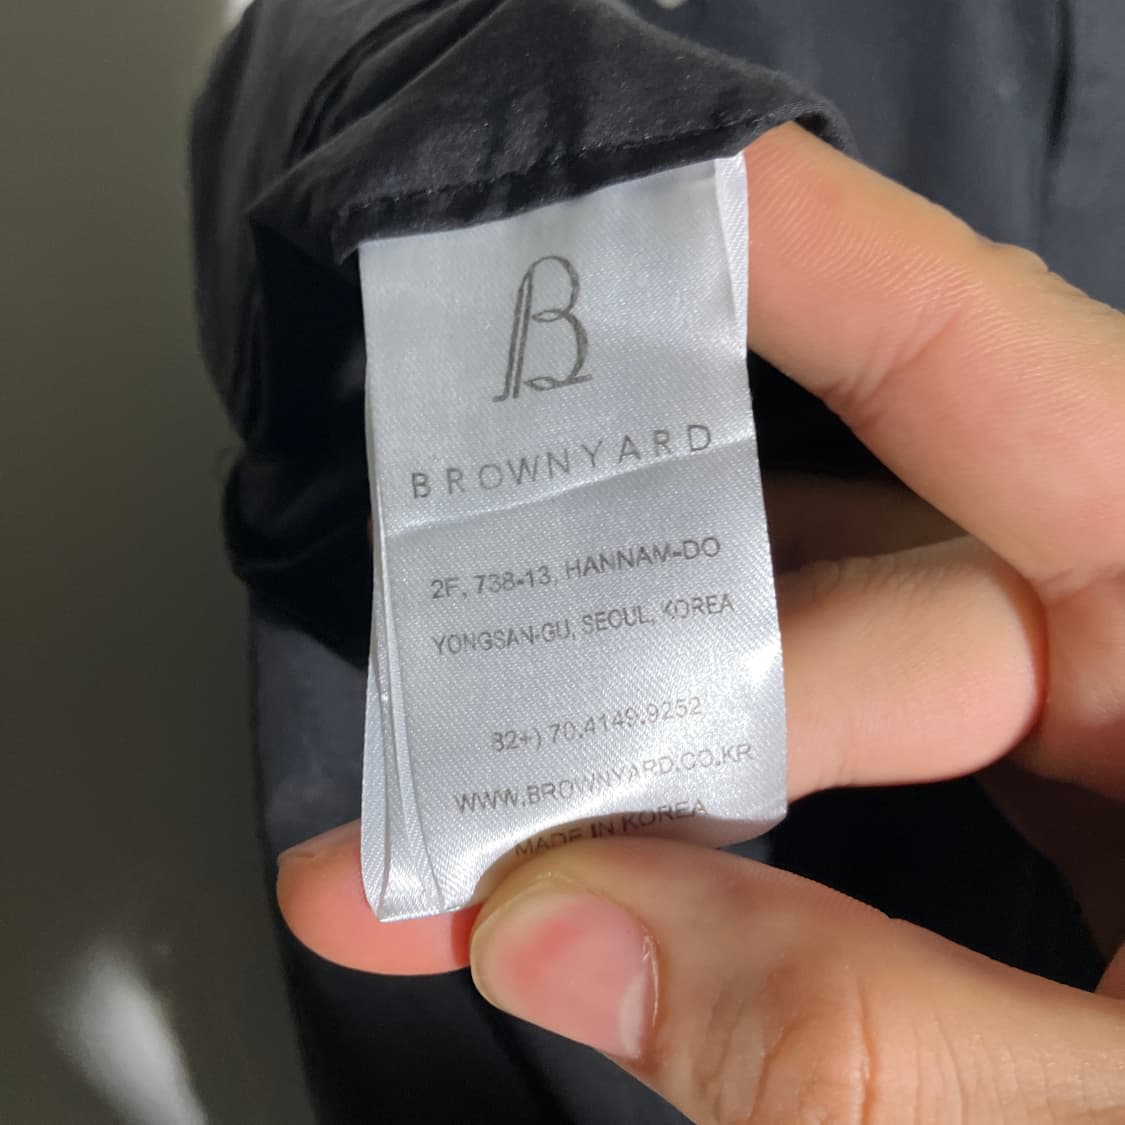 B
BROWNYARD
2F, 738-13, HANNAM-DO
YONGSAN-GU, SEOUL, KOREA
82+) 70.4149.9252
WWW.BROWNYARD.CO.KR
MADE IN KOREA